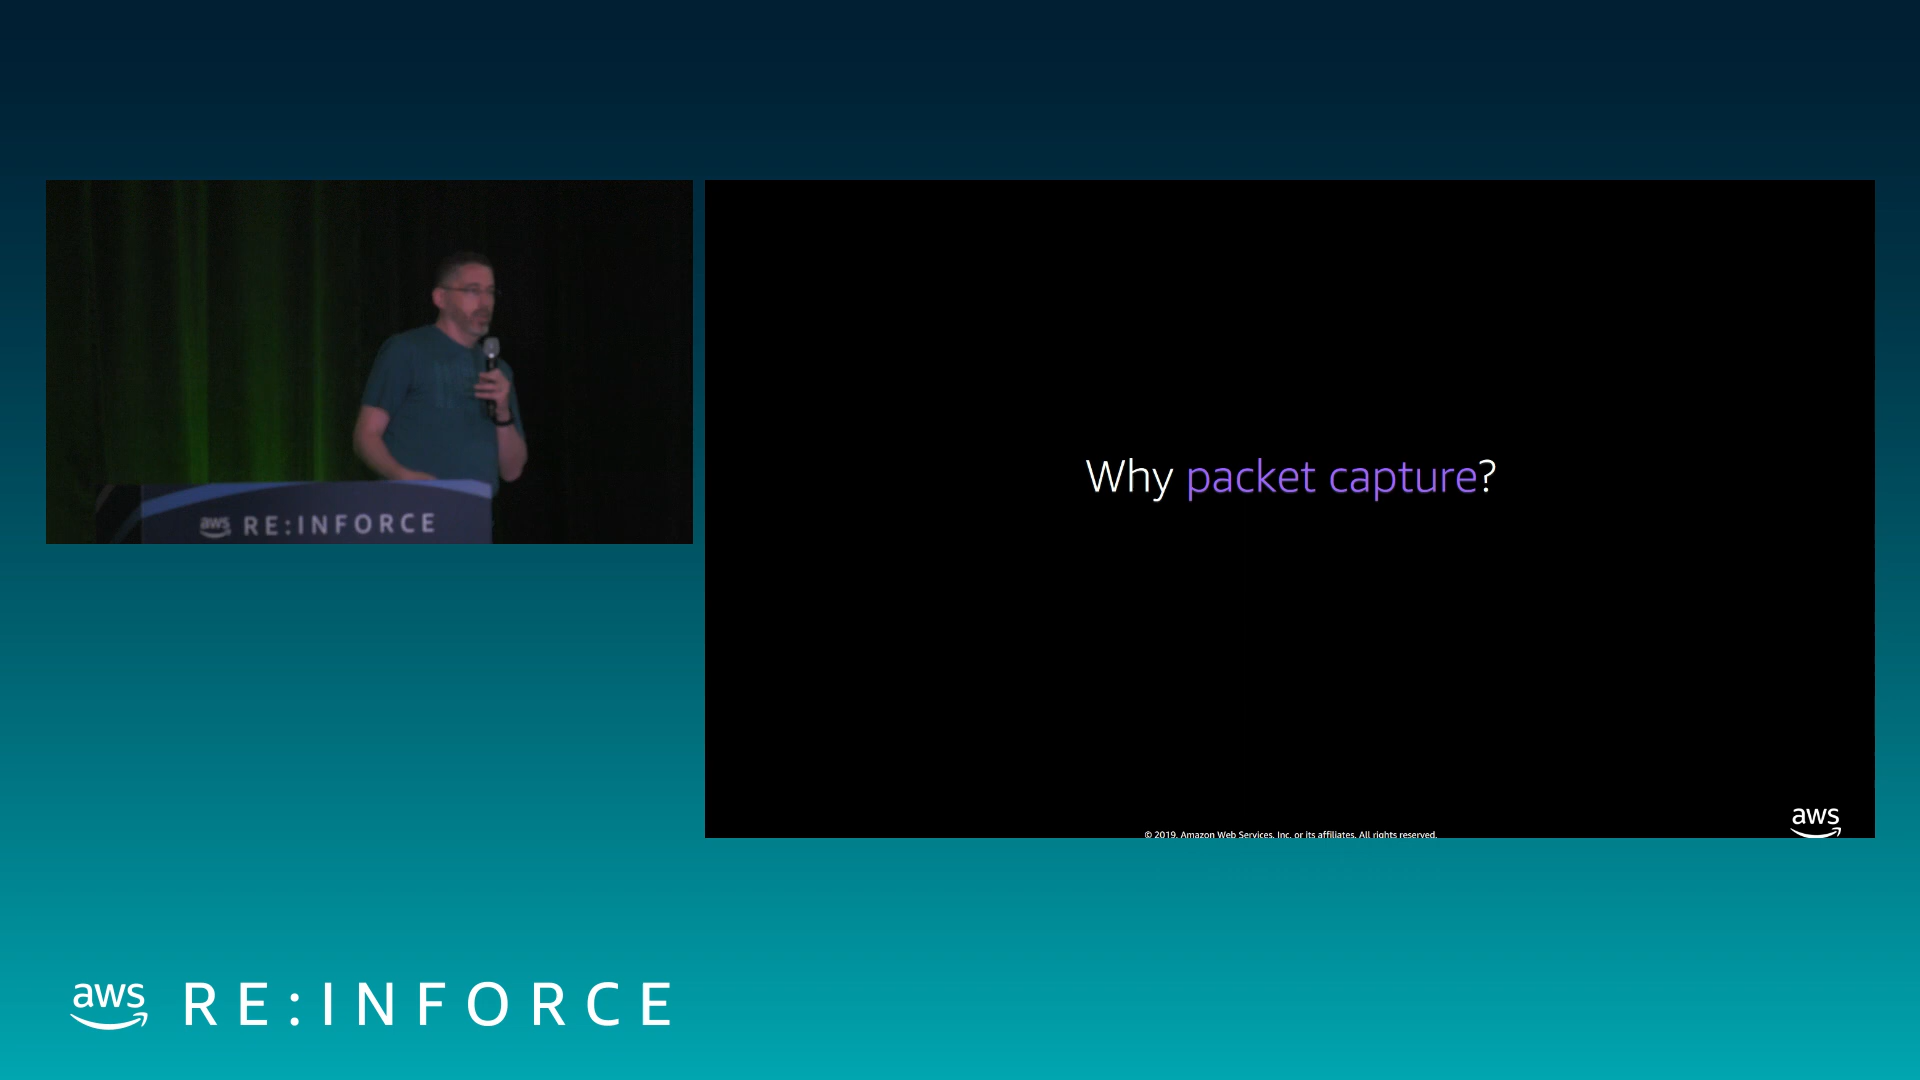 aws RE:INFORCE
Why packet capture?
© 2019, Amazon Web Services, Inc. or its affiliates. All rights reserved.
aws
aws RE:INFORCE